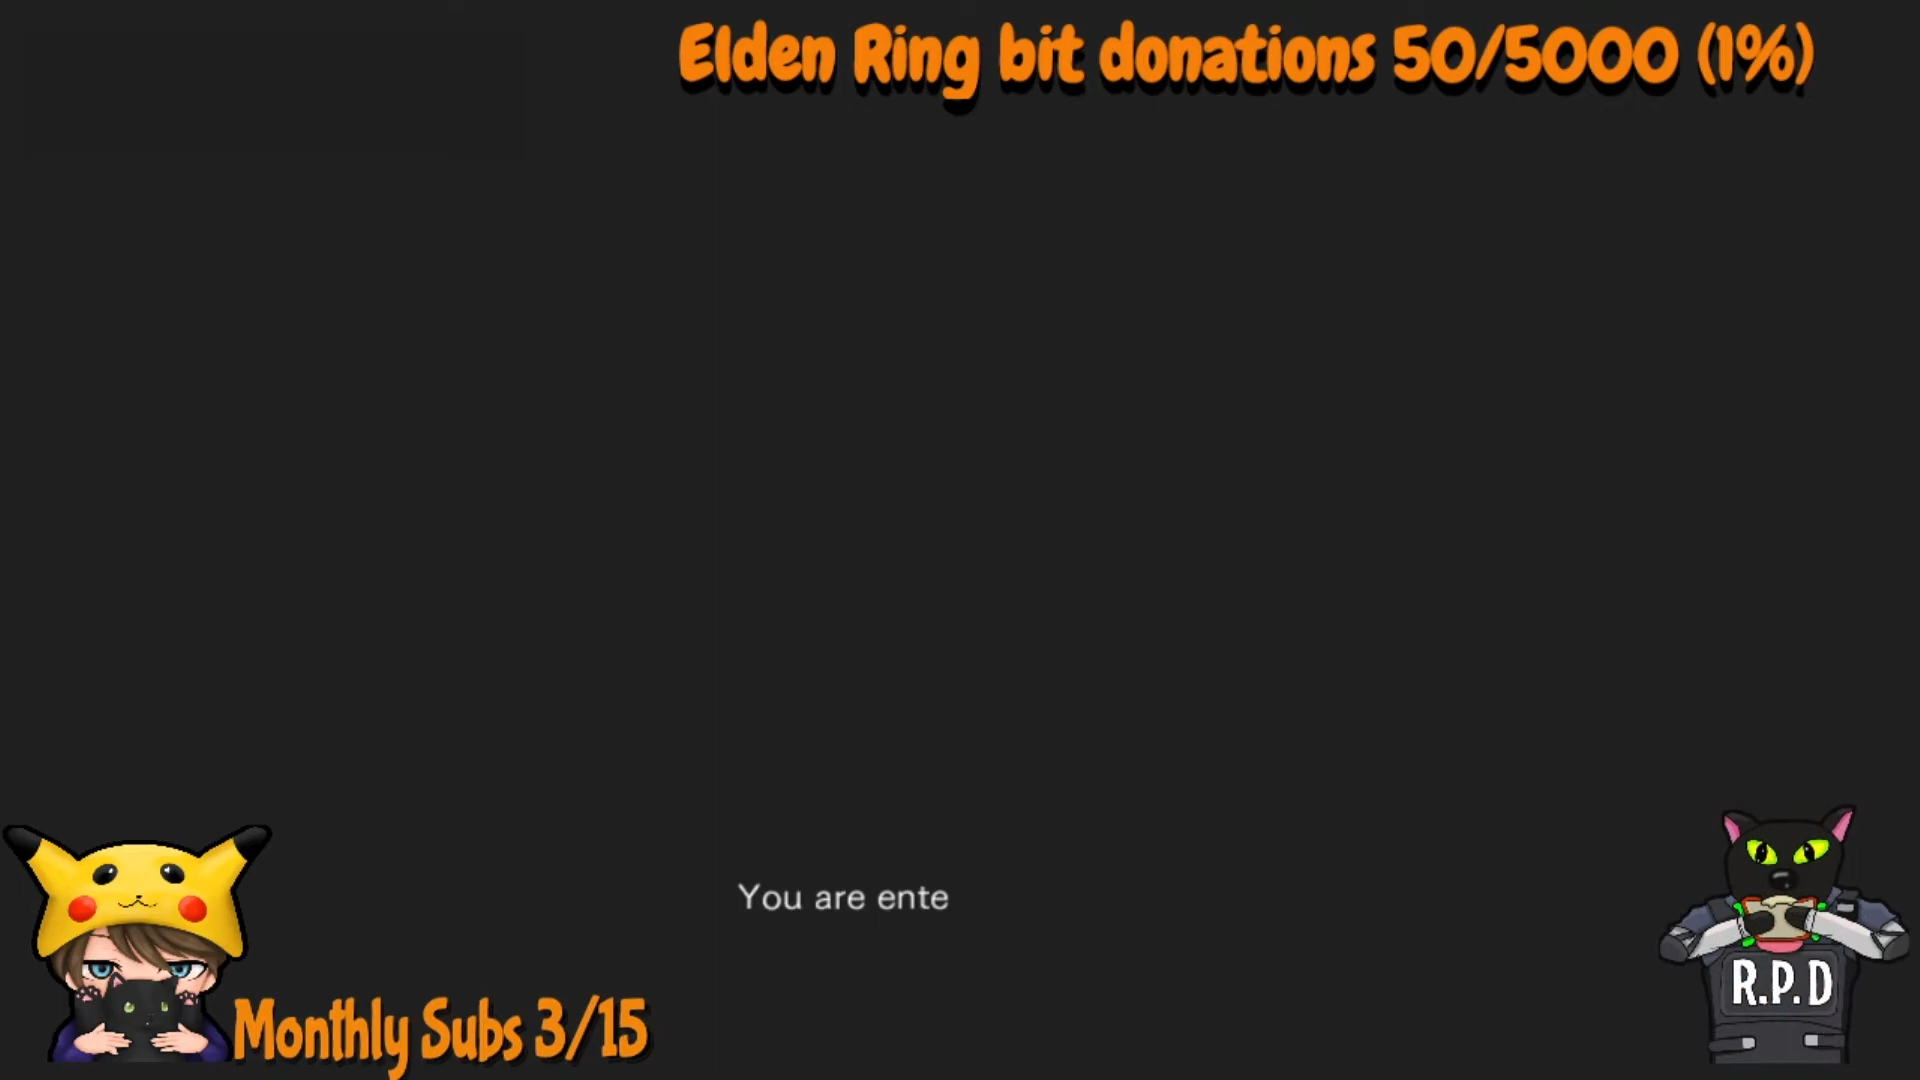 Elden Ring bit donations 50/5000 (1%)
You are ente
R.P.D
Monthly Subs 3/15